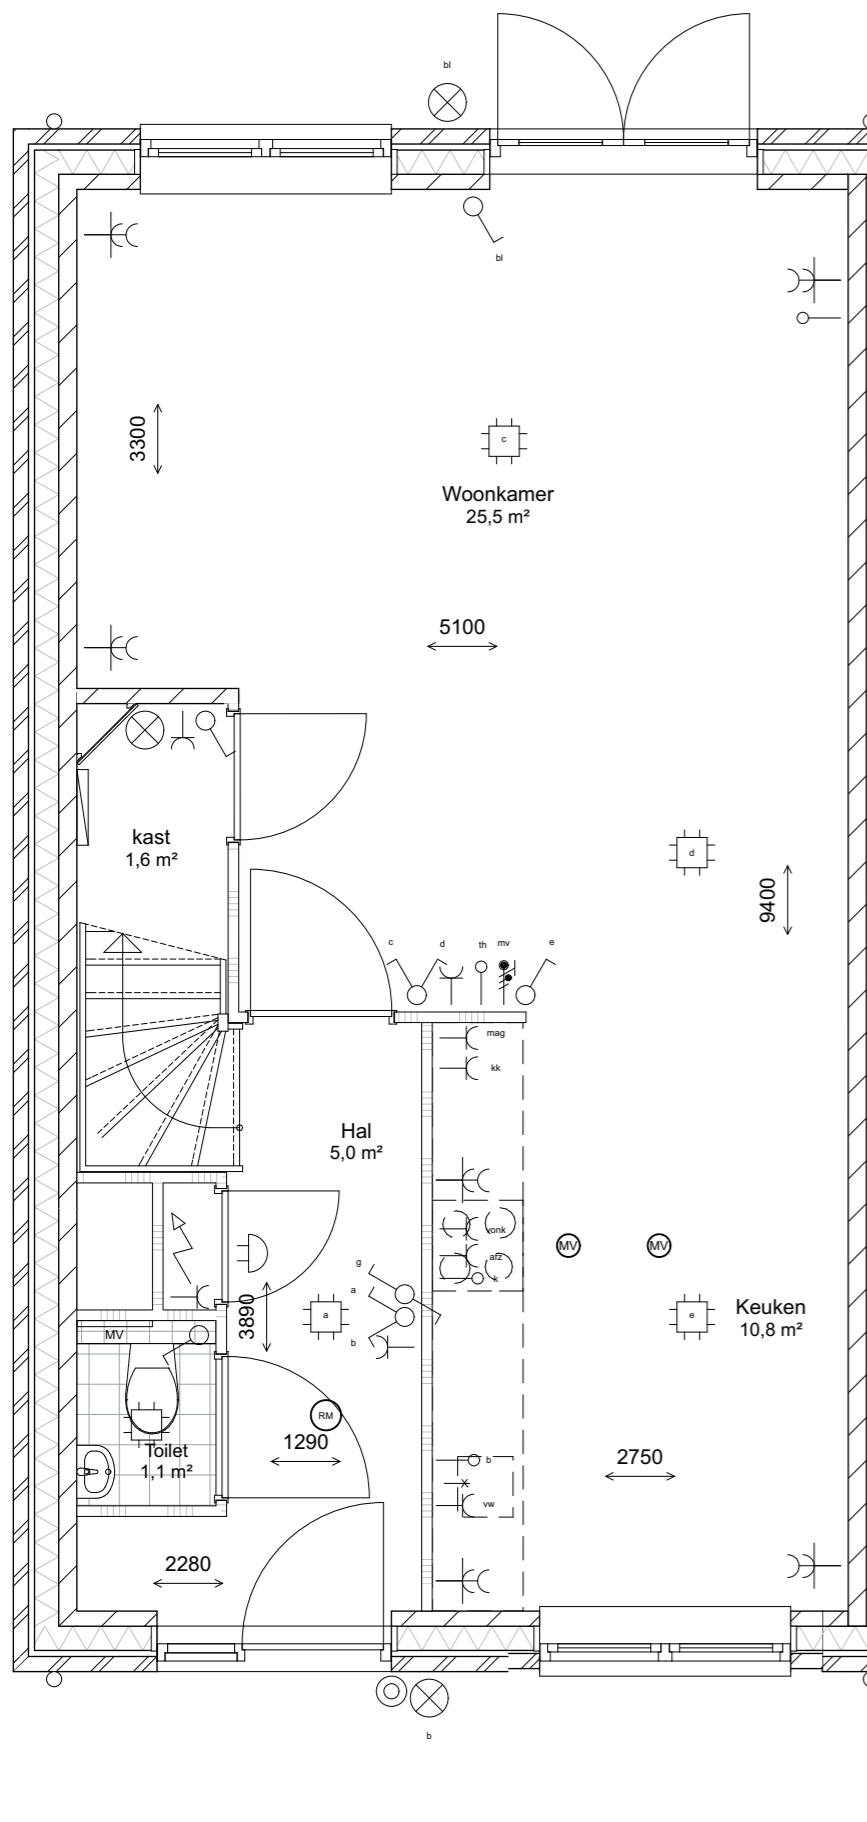 bl
bl
3300
c
Woonkamer
25,5 m²
5100
kast
1,6 m²
d
9400
c
d
th
mv
e
mag
kk
Hal
5,0 m²
vonk
afz
k
MV
MV
g
a
b
a
3890
e
Keuken
10,8 m²
MV
RM
1290
Toilet
1,1 m²
2750
b
vw
2280
b